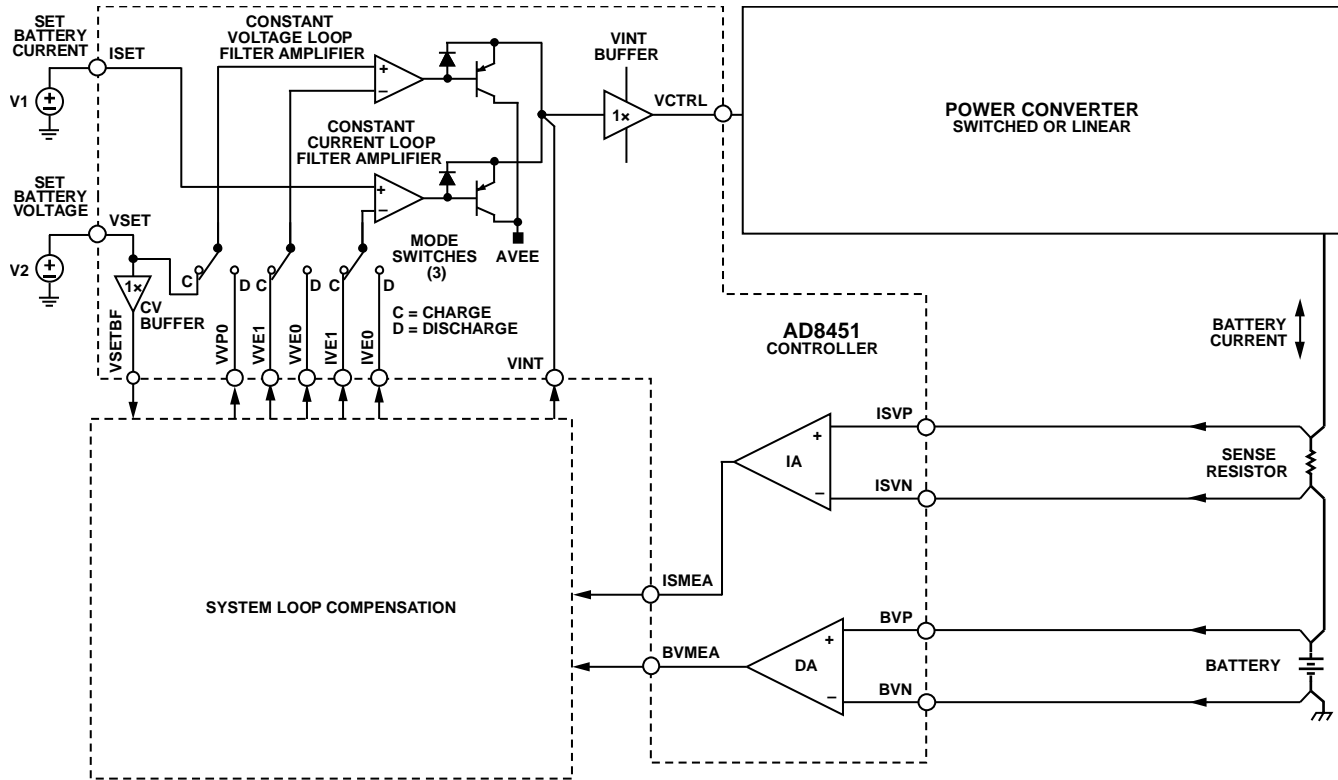 SET
BATTERY
CURRENT
ISET
V1
CONSTANT
VOLTAGE LOOP
FILTER AMPLIFIER
+
−
CONSTANT
CURRENT LOOP
FILTER AMPLIFIER
+
−
VINT
BUFFER
1×
VCTRL
POWER CONVERTER
SWITCHED OR LINEAR
SET
BATTERY
VOLTAGE
VSET
V2
1×
CV
BUFFER
VSETBF
C
D
C
D
C
D
MODE
SWITCHES
(3)
AVEE
C = CHARGE
D = DISCHARGE
VVP0
VVE1
VVE0
IVE1
IVE0
VINT
AD8451
CONTROLLER
BATTERY
CURRENT
ISVP
+
IA
−
ISVN
SENSE
RESISTOR
SYSTEM LOOP COMPENSATION
ISMEA
BVP
+
BVMEA
DA
−
BVN
BATTERY